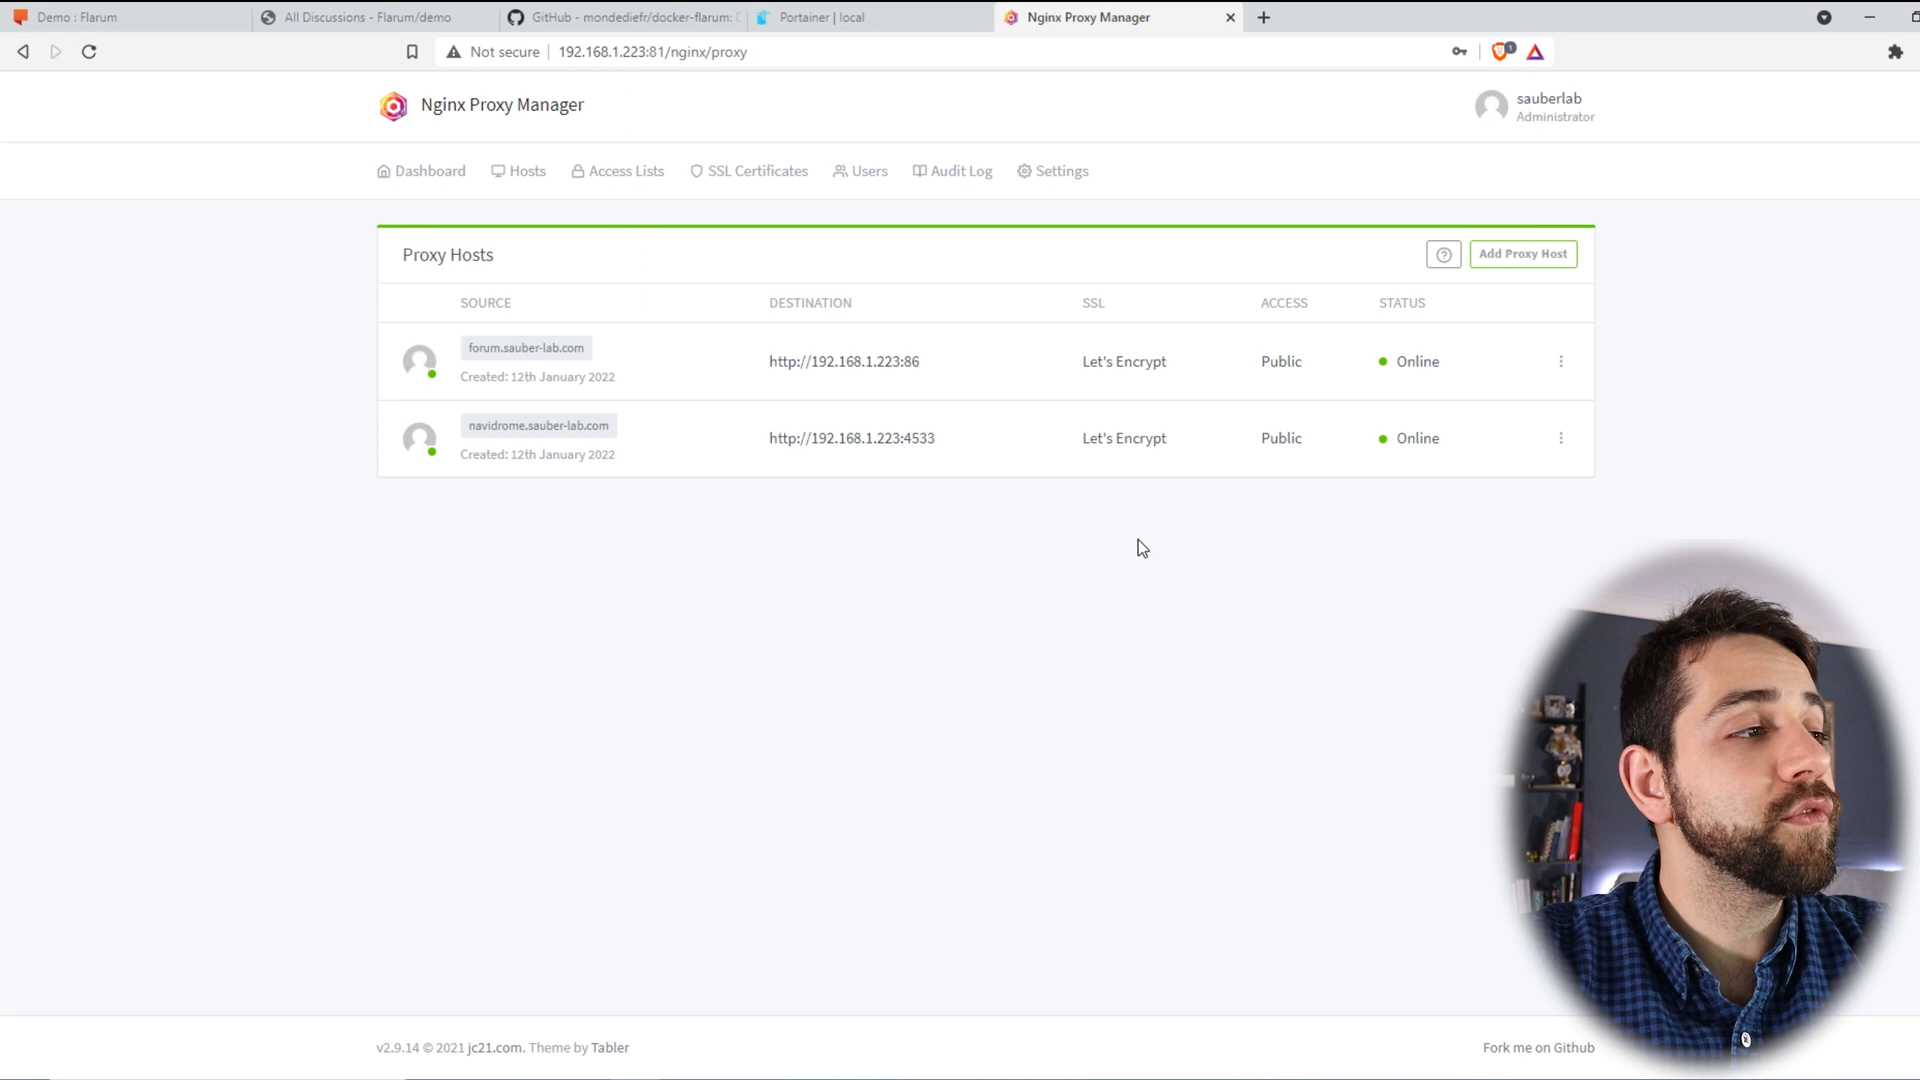 Demo : Flarum
All Discussions - Flarum/demo
GitHub - mondediefr/docker-flarum:
Portainer | local
Nginx Proxy Manager
Not secure
192.168.1.223:81/nginx/proxy
1
Nginx Proxy Manager
sauberlab
Administrator
Dashboard
Hosts
Access Lists
SSL Certificates
Users
Audit Log
Settings
Proxy Hosts
Add Proxy Host
SOURCE
DESTINATION
SSL
ACCESS
STATUS
forum.sauber-lab.com
Created: 12th January 2022
http://192.168.1.223:86
Let's Encrypt
Public
Online
navidrome.sauber-lab.com
Created: 12th January 2022
http://192.168.1.223:4533
Let's Encrypt
Public
Online
v2.9.14 © 2021 jc21.com. Theme by Tabler
Fork me on Github